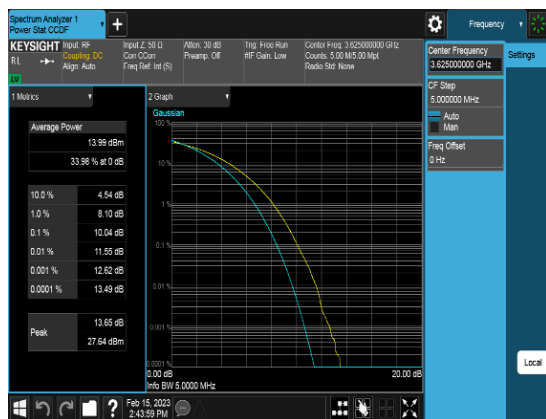 Spectrum Analyzer 1
Power Stat CCDF
+
Frequency
KEYSIGHT
RL
Input: RF
Coupling: DC
Align: Auto
Input Z: 50 Ω
Corr CCorr
Freq Ref: Int (S)
Atten: 30 dB
Preamp: Off
Trig: Free Run
#IF Gain: Low
Center Freq: 3.625000000 GHz
Counts: 5.00 M/5.00 Mpt
Radio Std: None
Center Frequency
3.625000000 GHz
Settings
CF Step
5.000000 MHz
Auto
Man
Freq Offset
0 Hz
1 Metrics
Average Power
13.99 dBm
33.98 % at 0 dB
10.0 % 4.54 dB
1.0 % 8.10 dB
0.1 % 10.04 dB
0.01 % 11.55 dB
0.001 % 12.62 dB
0.0001 % 13.49 dB
Peak
13.65 dB
27.64 dBm
2 Graph
Gaussian
100 %
10 %
1 %
0.1 %
0.01 %
0.001 %
0.0001 %
0.00 dB 20.00 dB
Info BW 5.0000 MHz
Local
?
Feb 15, 2023
2:43:59 PM